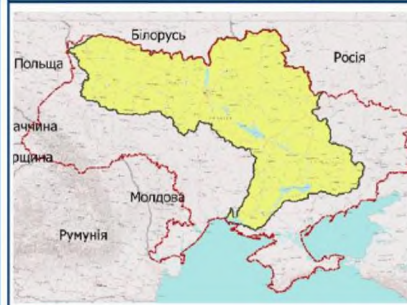 Білорусь
Росія
Польща
аччина
рщина
Молдова
Румунія